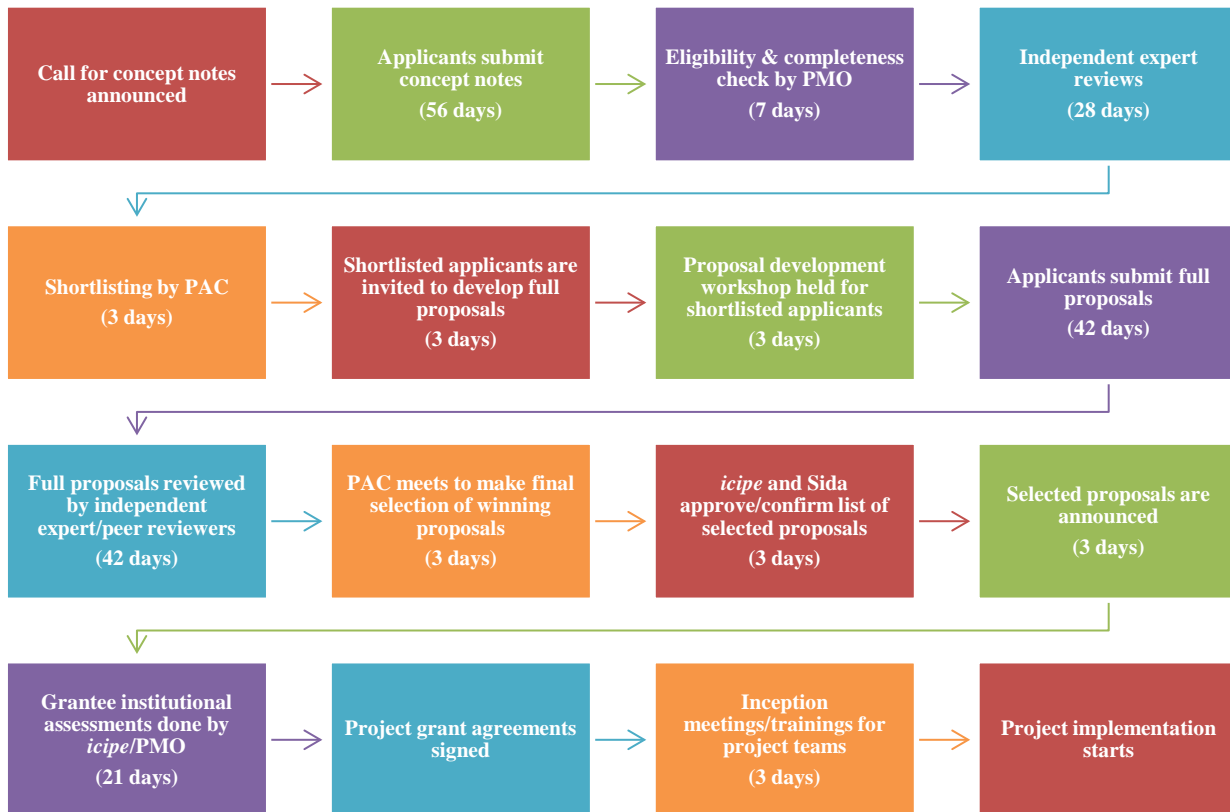 Call for concept notes
announced
Applicants submit
concept notes
(56 days)
Eligibility & completeness
check by PMO
(7 days)
Independent expert
reviews
(28 days)
Shortlisting by PAC
(3 days)
Shortlisted applicants are
invited to develop full
proposals
(3 days)
Proposal development
workshop held for
shortlisted applicants
(3 days)
Applicants submit full
proposals
(42 days)
Full proposals reviewed
by independent
expert/peer reviewers
(42 days)
PAC meets to make final
selection of winning
proposals
(3 days)
icipe and Sida
approve/confirm list of
selected proposals
(3 days)
Selected proposals are
announced
(3 days)
Grantee institutional
assessments done by
icipe/PMO
(21 days)
Project grant agreements
signed
Inception
meetings/trainings for
project teams
(3 days)
Project implementation
starts